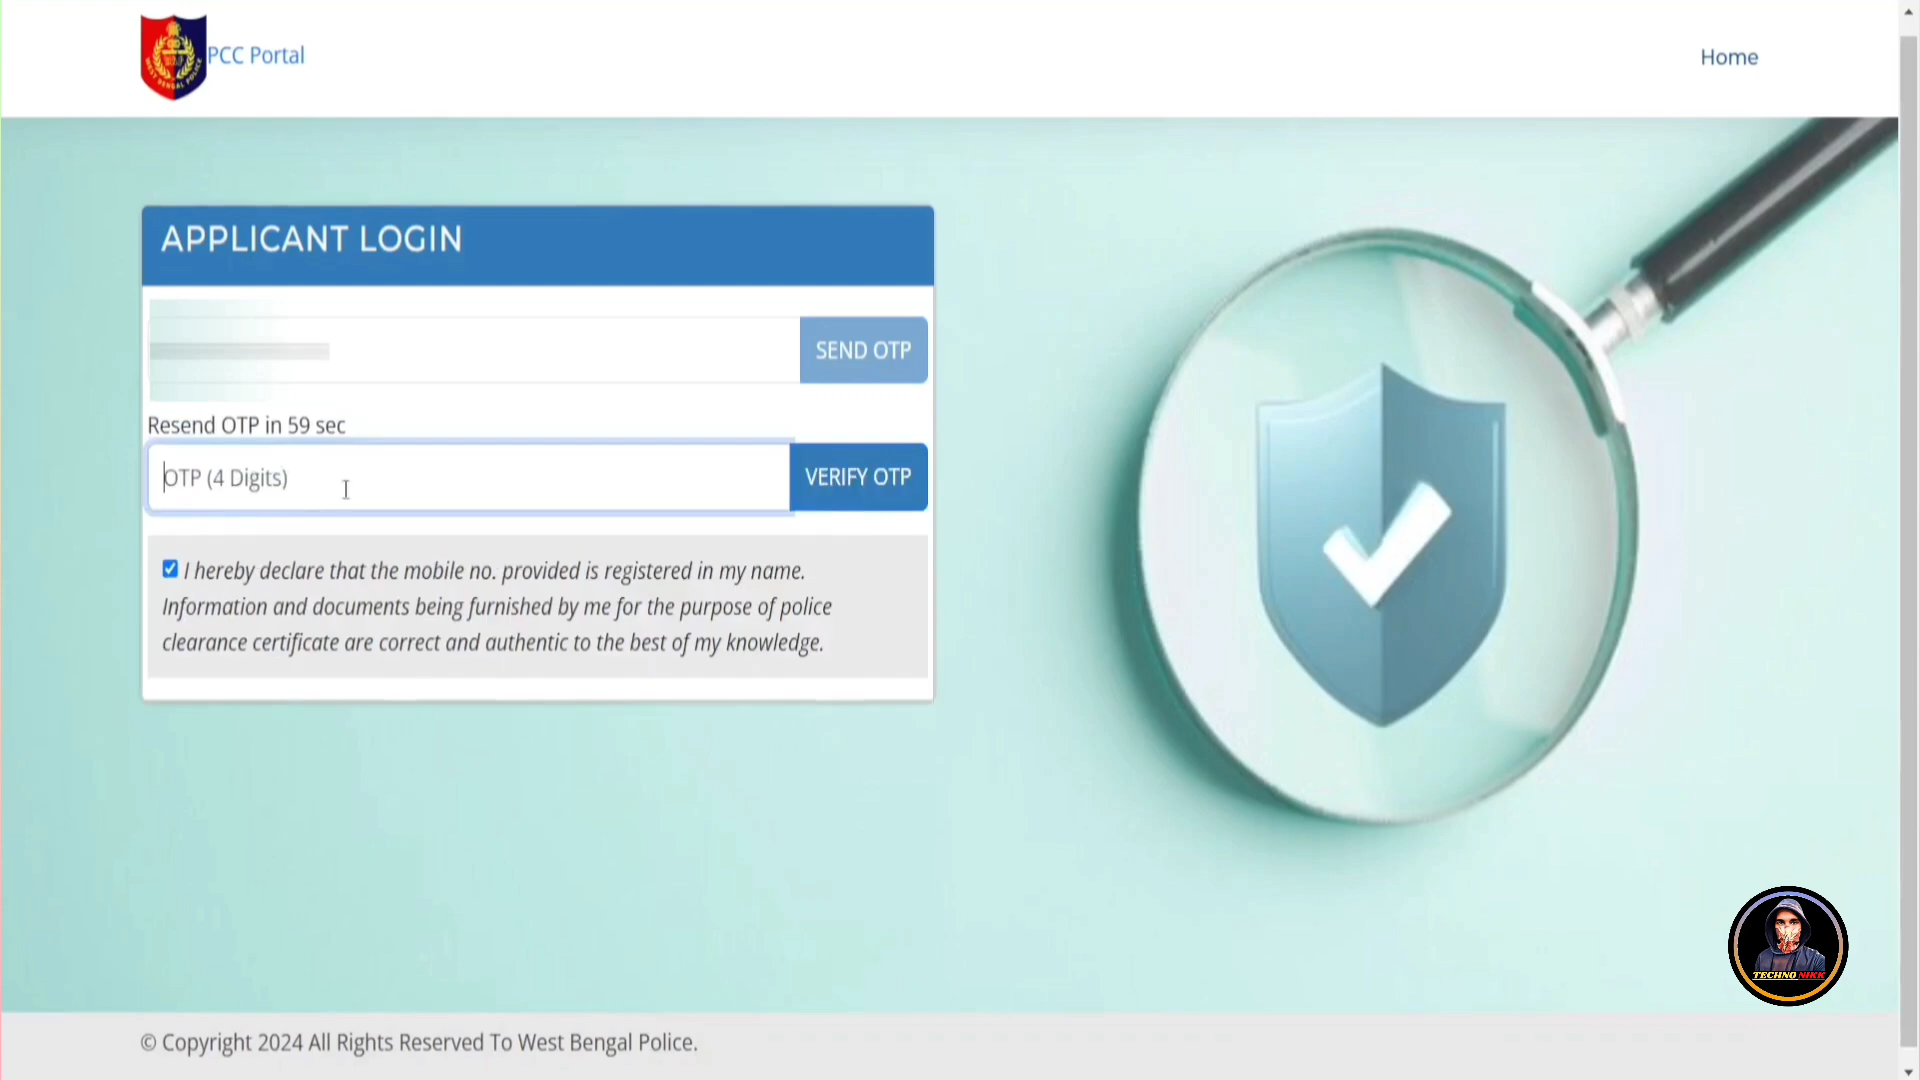 PCC Portal
Home
APPLICANT LOGIN
SEND OTP
Resend OTP in 59 sec
OTP (4 Digits)
VERIFY OTP
I hereby declare that the mobile no. provided is registered in my name.
Information and documents being furnished by me for the purpose of police
clearance certificate are correct and authentic to the best of my knowledge.
TECHNO NIKK
© Copyright 2024 All Rights Reserved To West Bengal Police.